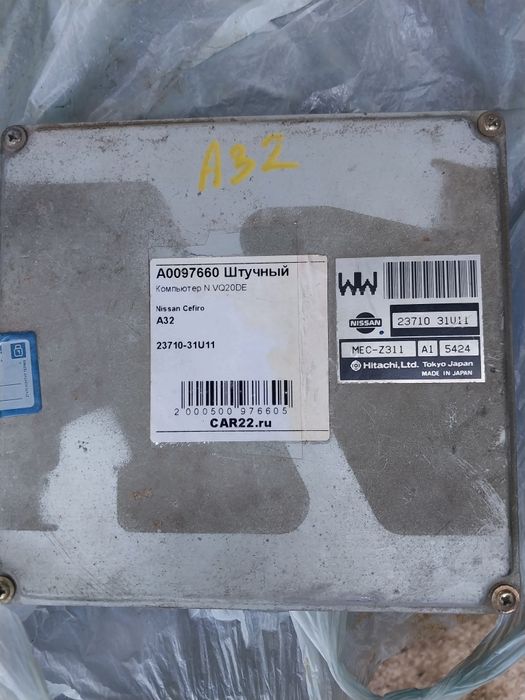 A32
A0097660 Штучный
Компьютер N.VQ20DE
Nissan Cefiro
A32
23710-31U11
2 000500 976605
CAR22.ru
WW
NISSAN 23710 31U11
MEC-Z311 A1 5424
Hitachi, Ltd. Tokyo Japan
MADE IN JAPAN